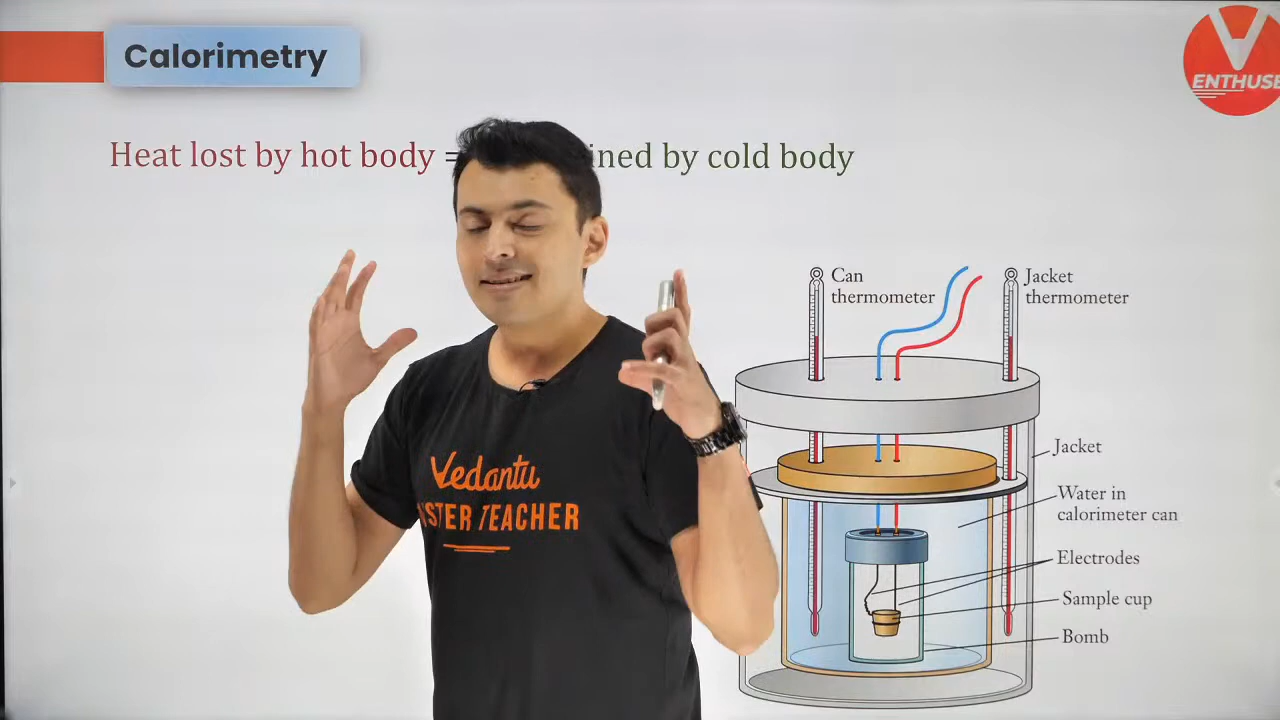 Calorimetry
ENTHUSE
Heat lost by hot body = ined by cold body
Can
thermometer
Jacket
thermometer
Jacket
Water in
calorimeter can
Electrodes
Sample cup
Bomb
Vedantu
STER TEACHER